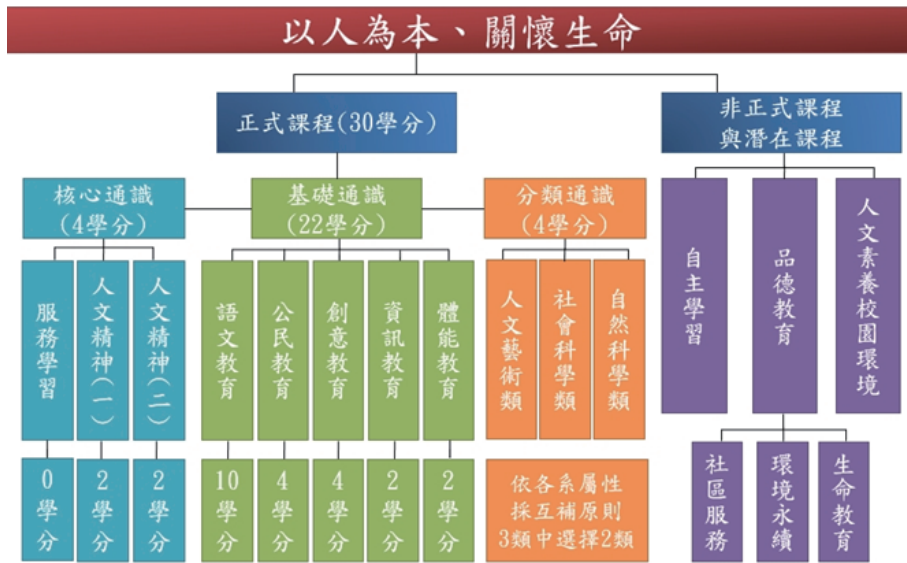 以人為本、關懷生命
正式課程(30學分)
非正式課程
與潛在課程
核心通識
(4學分)
基礎通識
(22學分)
分類通識
(4學分)
服務學習
人文精神(一)
人文精神(二)
語文教育
公民教育
創意教育
資訊教育
體能教育
人文藝術類
社會科學類
自然科學類
自主學習
品德教育
人文素養校園環境
0學分
2學分
2學分
10學分
4學分
4學分
2學分
2學分
依各系屬性
採互補原則
3類中選擇2類
社區服務
環境永續
生命教育